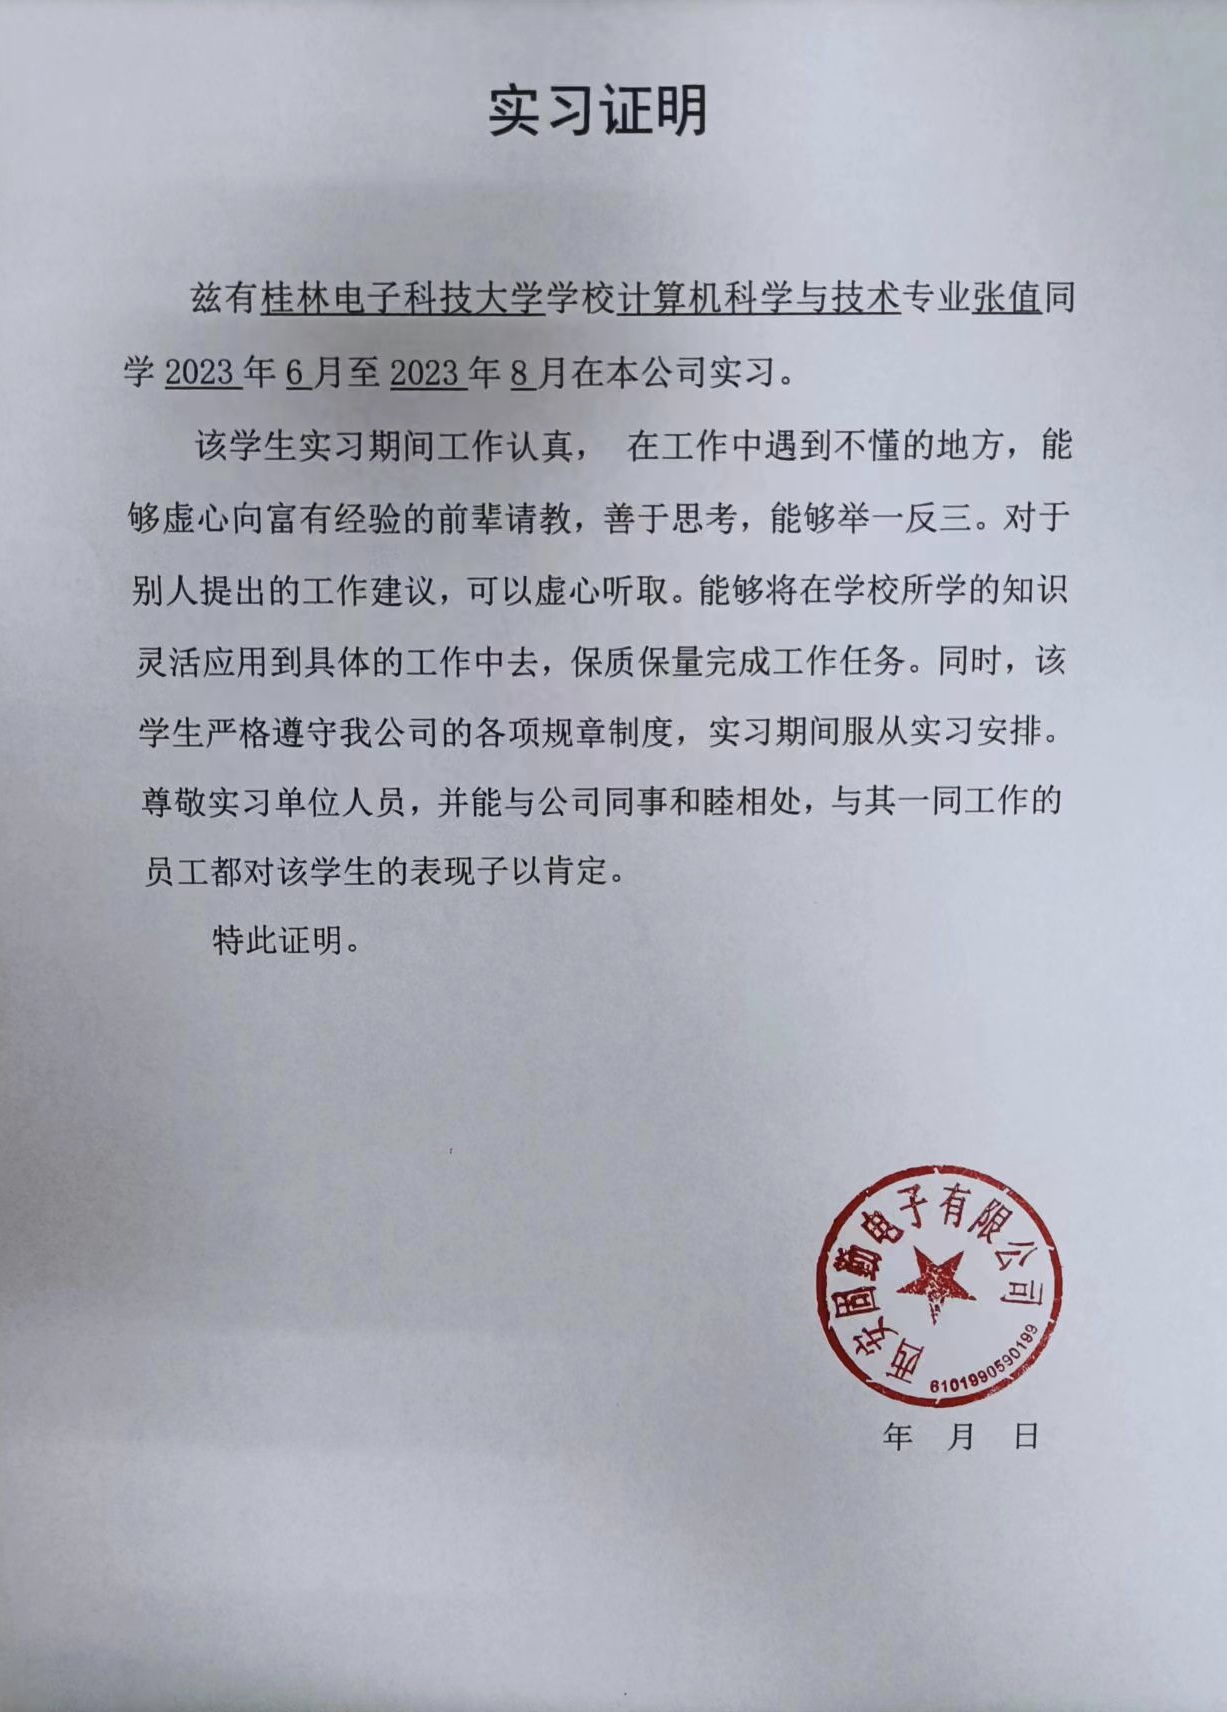 实习证明
兹有桂林电子科技大学学校计算机科学与技术专业张值同
学 2023 年 6 月至 2023 年 8 月在本公司实习。
该学生实习期间工作认真， 在工作中遇到不懂的地方，能
够虚心向富有经验的前辈请教，善于思考，能够举一反三。对于
别人提出的工作建议，可以虚心听取。能够将在学校所学的知识
灵活应用到具体的工作中去，保质保量完成工作任务。同时，该
学生严格遵守我公司的各项规章制度，实习期间服从实习安排。
尊敬实习单位人员，并能与公司同事和睦相处，与其一同工作的
员工都对该学生的表现子以肯定。
特此证明。
西安固勤电子有限公司
6101990590199
年 月 日